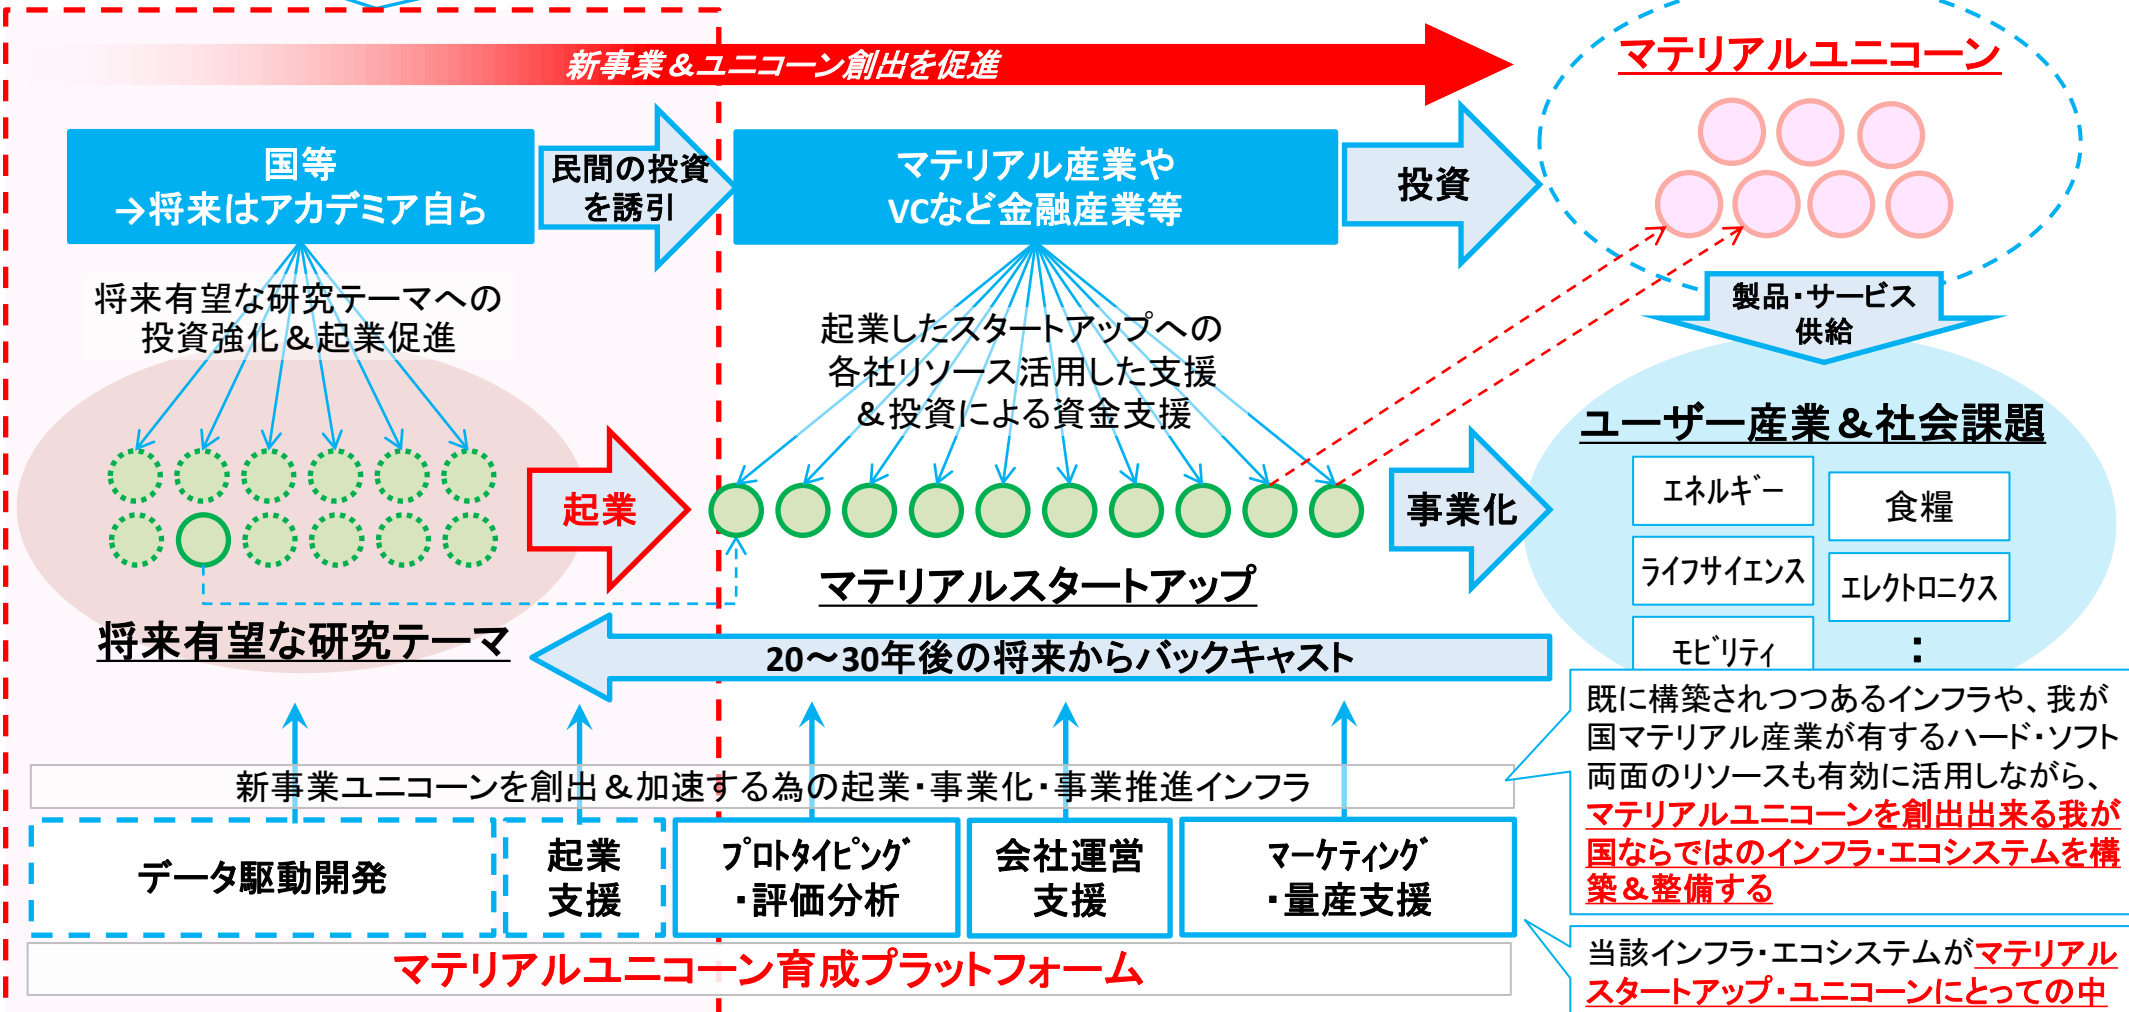 新事業＆ユニコーン創出を促進
マテリアルユニコーン
国等
→将来はアカデミア自ら
民間の投資
を誘引
マテリアル産業や
VCなど金融産業等
投資
将来有望な研究テーマへの
投資強化＆起業促進
起業したスタートアップへの
各社リソース活用した支援
＆投資による資金支援
製品・サービス
供給
ユーザー産業＆社会課題
エネルギー
食糧
ライフサイエンス
エレクトロニクス
モビリティ
：
起業
事業化
マテリアルスタートアップ
将来有望な研究テーマ
20～30年後の将来からバックキャスト
既に構築されつつあるインフラや、我が
国マテリアル産業が有するハード・ソフト
両面のリソースも有効に活用しながら、
マテリアルユニコーンを創出出来る我が
国ならではのインフラ・エコシステムを構
築＆整備する
新事業ユニコーンを創出＆加速する為の起業・事業化・事業推進インフラ
データ駆動開発
起業
支援
プロトタイピング
・評価分析
会社運営
支援
マーケティング
・量産支援
マテリアルユニコーン育成プラットフォーム
当該インフラ・エコシステムがマテリアル
スタートアップ・ユニコーンにとっての中